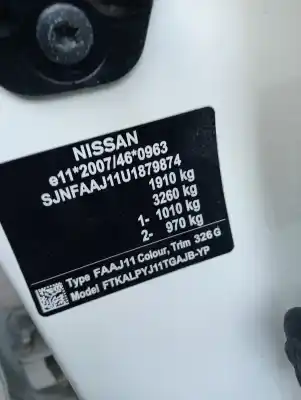 NISSAN
e11*2007/46*0963
SJNFAAJ11U1879874
1910 kg
3260 kg
1- 1010 kg
2- 970 kg
Type FAAJ11 Colour, Trim 326 G
Model FTKALPYJ11TGAJB-YP